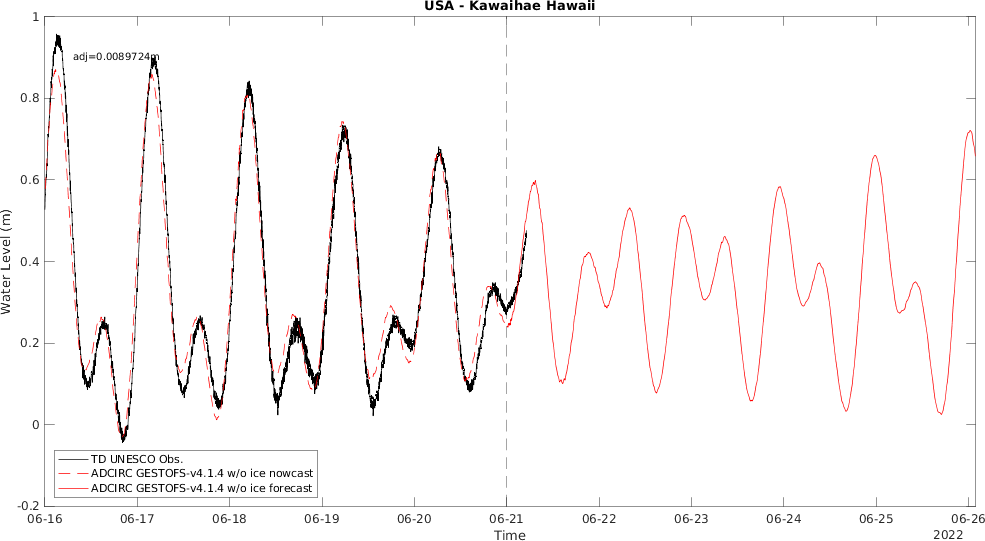 USA - Kawaihae Hawaii
adj=0.0089724m
Water Level (m)
1
0.8
0.6
0.4
0.2
0
-0.2
TD UNESCO Obs.
ADCIRC GESTOFS-v4.1.4 w/o ice nowcast
ADCIRC GESTOFS-v4.1.4 w/o ice forecast
06-16 06-17 06-18 06-19 06-20 06-21 06-22 06-23 06-24 06-25 06-26
Time
2022